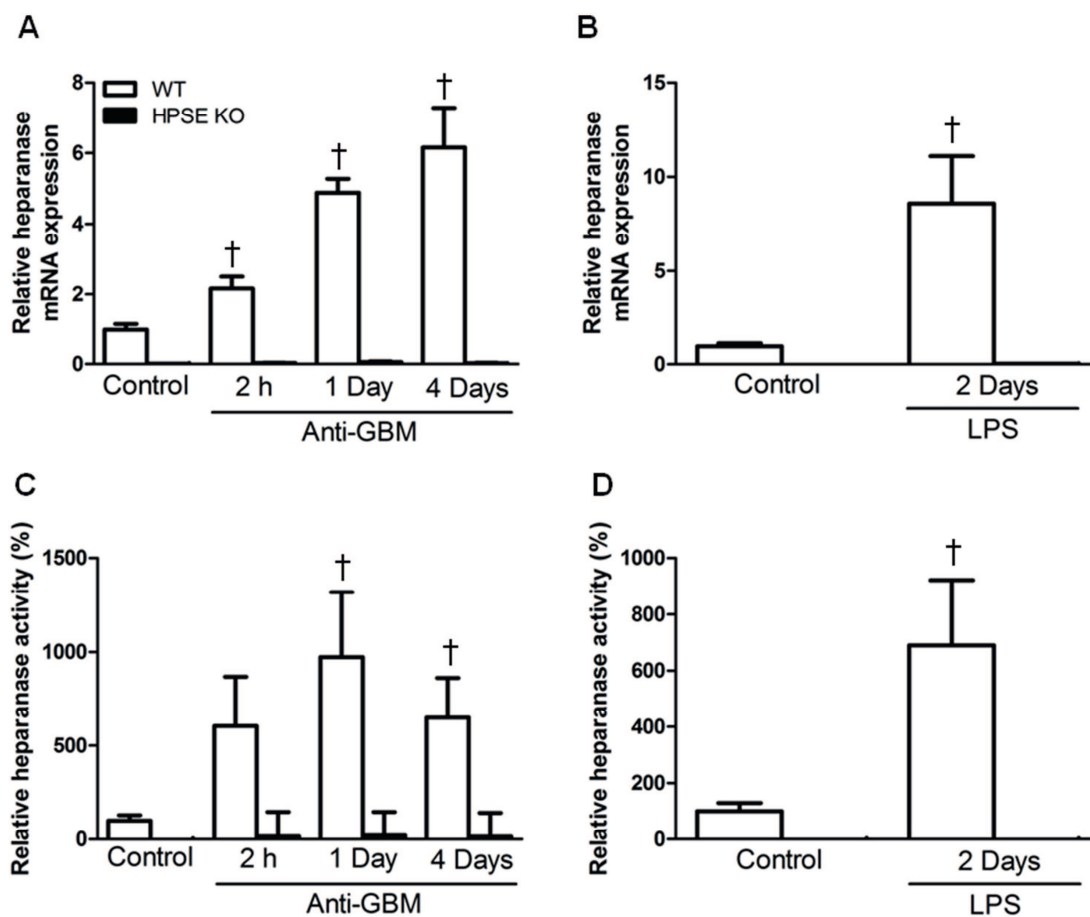 A
Relative heparanase
mRNA expression
8
6
4
2
0
WT
HPSE KO
†
†
†
Control
2 h
1 Day
4 Days
Anti-GBM
B
Relative heparanase
mRNA expression
15
10
5
0
†
Control
2 Days
LPS
C
Relative heparanase activity (%)
1500
1000
500
0
†
†
Control
2 h
1 Day
4 Days
Anti-GBM
D
Relative heparanase activity (%)
1000
800
600
400
200
0
†
Control
2 Days
LPS